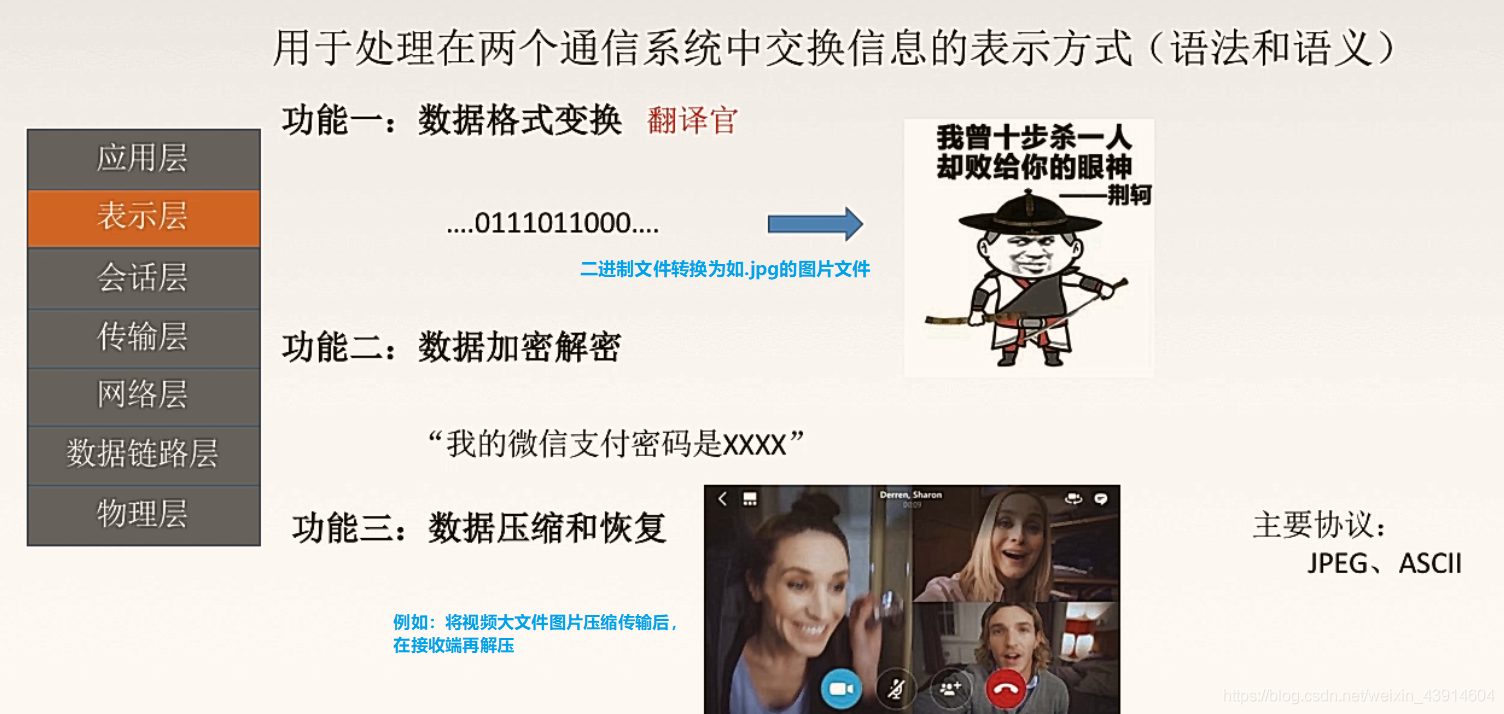 用于处理在两个通信系统中交换信息的表示方式（语法和语义）
应用层
表示层
会话层
传输层
网络层
数据链路层
物理层
功能一：数据格式变换 翻译官
....0111011000....
二进制文件转换为如.jpg的图片文件
我曾十步杀一人
却败给你的眼神
——荆轲
功能二：数据加密解密
“我的微信支付密码是XXXX”
功能三：数据压缩和恢复
例如：将视频大文件图片压缩传输后，
在接收端再解压
Derren, Sharon
00:09
主要协议：
JPEG、ASCII
https://blog.csdn.net/weixin_43914604